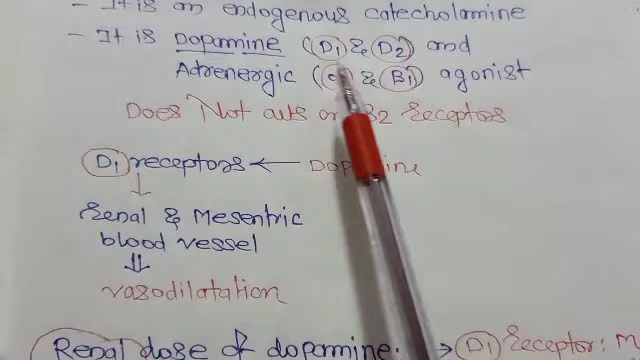 - It is an endogenous catecholamine
- It is Dopamine (D1 & D2) and
Adrenergic ( & B1) agonist
Does Not acts on B2 receptors
D1 receptors ← Dopamine
↓
Renal & Mesentric
blood vessel
⇓
vasodilatation
Renal dose of dopamine: → D1 Receptor: M